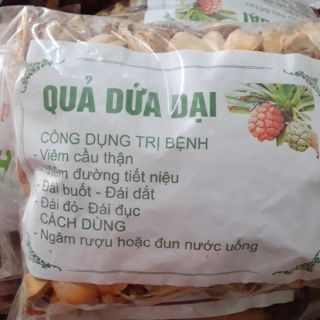 QUẢ DỨA DẠI
CÔNG DỤNG TRỊ BỆNH
- Viêm cầu thận
- Viêm đường tiết niệu
- Đái buốt - Đái dắt
- Đái đỏ- Đái đục
CÁCH DÙNG
- Ngâm rượu hoặc đun nước uống